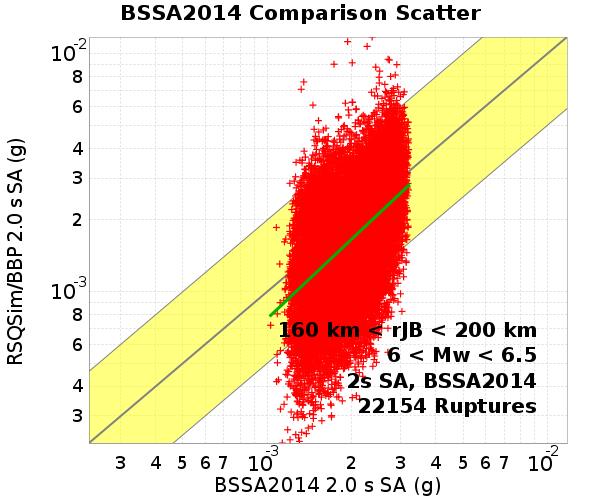 BSSA2014 Comparison Scatter
10-2
8
6
4
3
2
10-3
8
6
4
3
RSQSim/BBP 2.0 s SA (g)
160 km < rJB < 200 km
6 < Mw < 6.5
2s SA, BSSA2014
22154 Ruptures
3 4 5 6 7 10-3 2 3 4 5 6 7 10-2
BSSA2014 2.0 s SA (g)